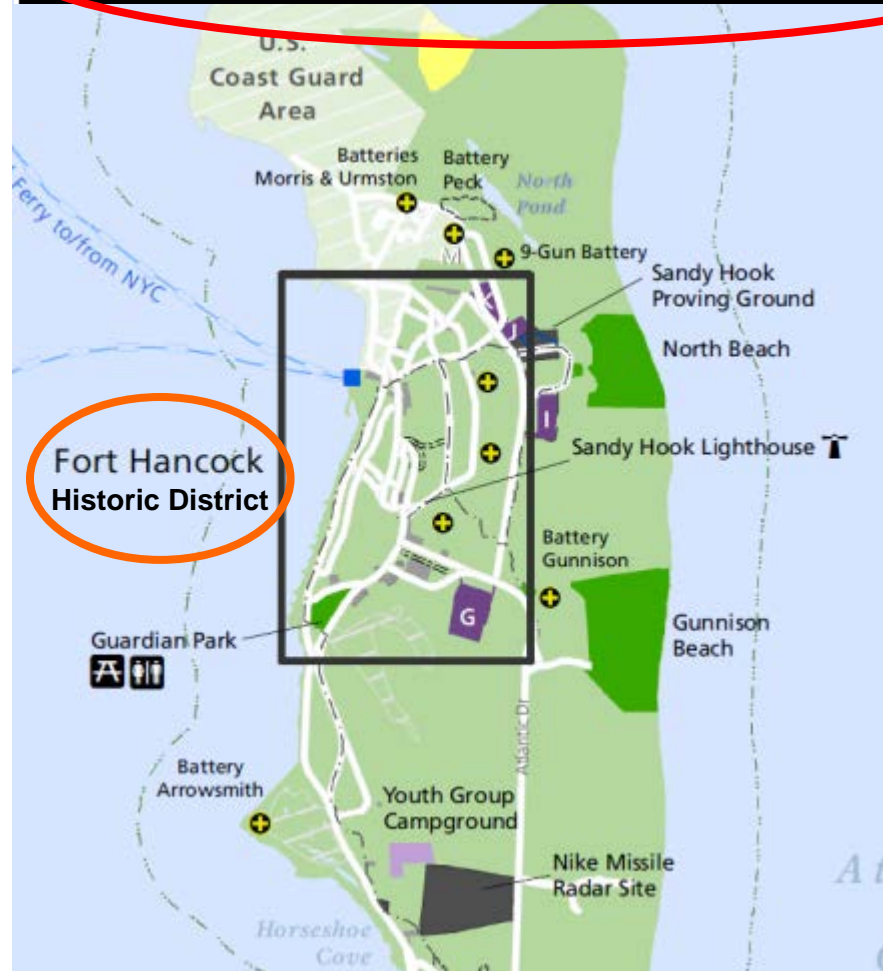 U.S.
Coast Guard
Area
Batteries
Morris & Urmston
Battery
Peck
North
Pond
Ferry to/from NYC
M
9-Gun Battery
Sandy Hook
Proving Ground
K
J
North Beach
I
Fort Hancock
Historic District
Sandy Hook Lighthouse
Battery
Gunnison
G
Gunnison
Beach
Guardian Park
Atlantic Dr
Battery
Arrowsmith
Youth Group
Campground
Nike Missile
Radar Site
Horseshoe
Cove